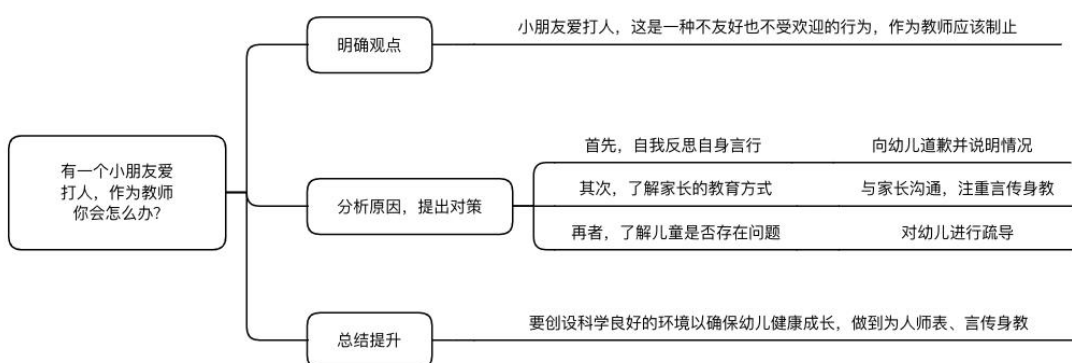 有一个小朋友爱
打人，作为教师
你会怎么办?
明确观点
小朋友爱打人，这是一种不友好也不受欢迎的行为，作为教师应该制止
分析原因，提出对策
首先，自我反思自身言行
向幼儿道歉并说明情况
其次，了解家长的教育方式
与家长沟通，注重言传身教
再者，了解儿童是否存在问题
对幼儿进行疏导
总结提升
要创设科学良好的环境以确保幼儿健康成长，做到为人师表、言传身教